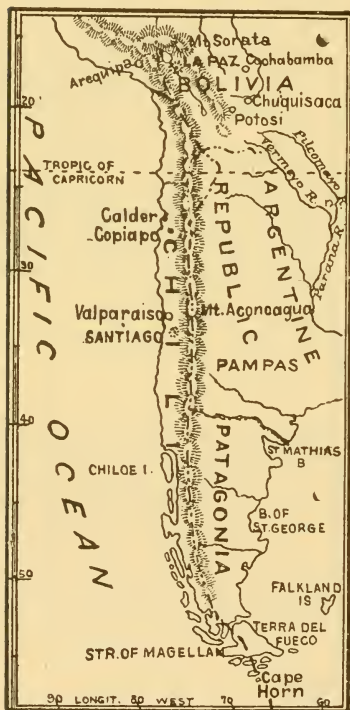 Mt. Sorata
Arequipa
LA PAZ Cochabamba
BOLIVIA
Chuquisaca
Potosi
20
TROPIC OF
CAPRICORN
Pilcomayo R.
Vermeyo R.
Parana R.
PACIFIC OCEAN
CHILI
ARGENTINE
REPUBLIC
Calder
Copiapo
30
Valparaiso
SANTIAGO
Mt. Aconcagua
PAMPAS
40
PATAGONIA
ST MATHIAS
B
CHILOE I.
B. OF
ST. GEORGE
50
FALKLAND
IS
TERRA DEL
FUEGO
STR. OF MAGELLAN
Cape
Horn
90 LONGIT. 80 WEST 70 60